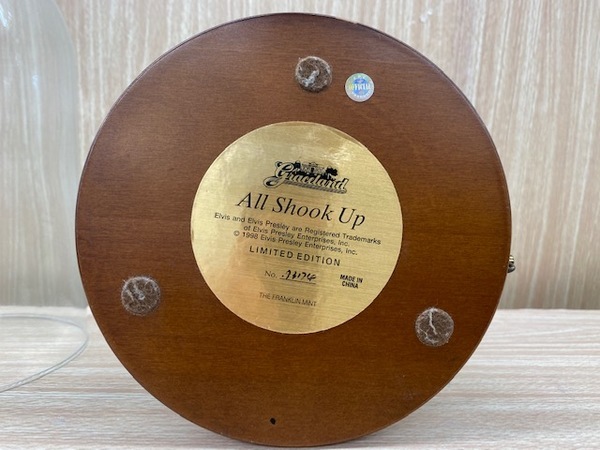 Graceland
All Shook Up
Elvis and Elvis Presley are Registered Trademarks
of Elvis Presley Enterprises, Inc.
© 1998 Elvis Presley Enterprises, Inc.
LIMITED EDITION
No.
MADE IN
CHINA
THE FRANKLIN MINT